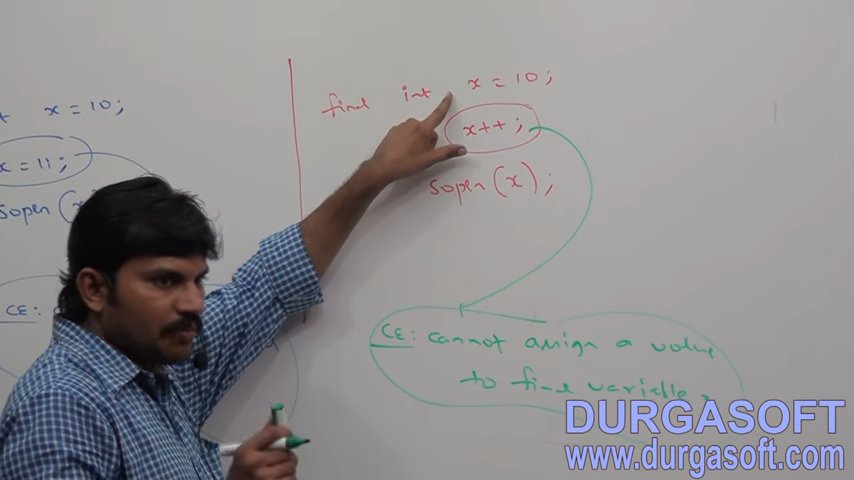 x = 10;
x = 11;
sopln(x
CE:
final int x = 10;
x++;
sopln(x);
CE: cannot assign a value
to final variable x
DURGASOFT
www.durgasoft.com